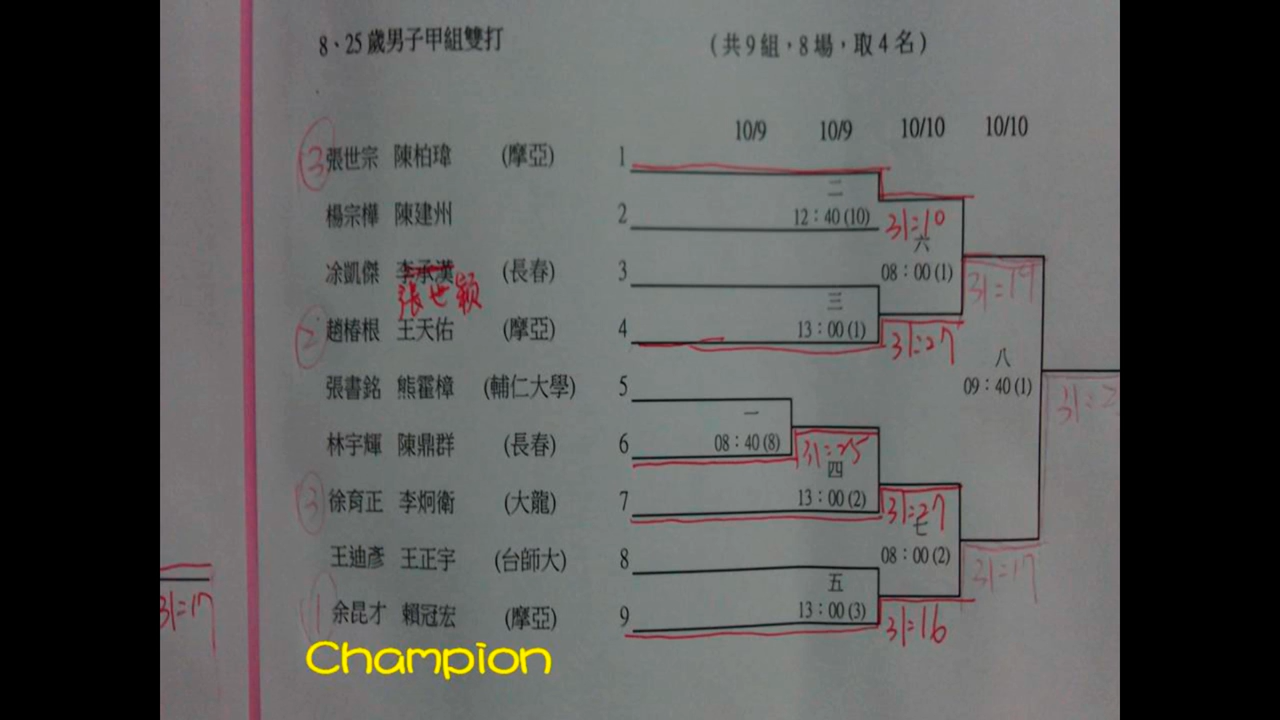 8、25歲男子甲組雙打 (共9組，8場，取4名)
10/9 10/9 10/10 10/10
③ 張世宗 陳柏瑋 (摩亞) 1
二
楊宗樺 陳建州 2 12：40(10) 31=10
六
凃凱傑 李承漢 (長春) 3 08：00(1) 31=19
張世穎
三
② 趙椿根 王天佑 (摩亞) 4 13：00(1) 31=27
八
張書銘 熊霍樟 (輔仁大學) 5 09：40(1)
一
林宇輝 陳鼎群 (長春) 6 08：40(8) 31=25
四
③ 徐育正 李炯衛 (大龍) 7 13：00(2) 31=27
七
王迪彥 王正宇 (台師大) 8 08：00(2) 31=17
五
① 余昆才 賴冠宏 (摩亞) 9 13：00(3) 31=16
31=17
Champion